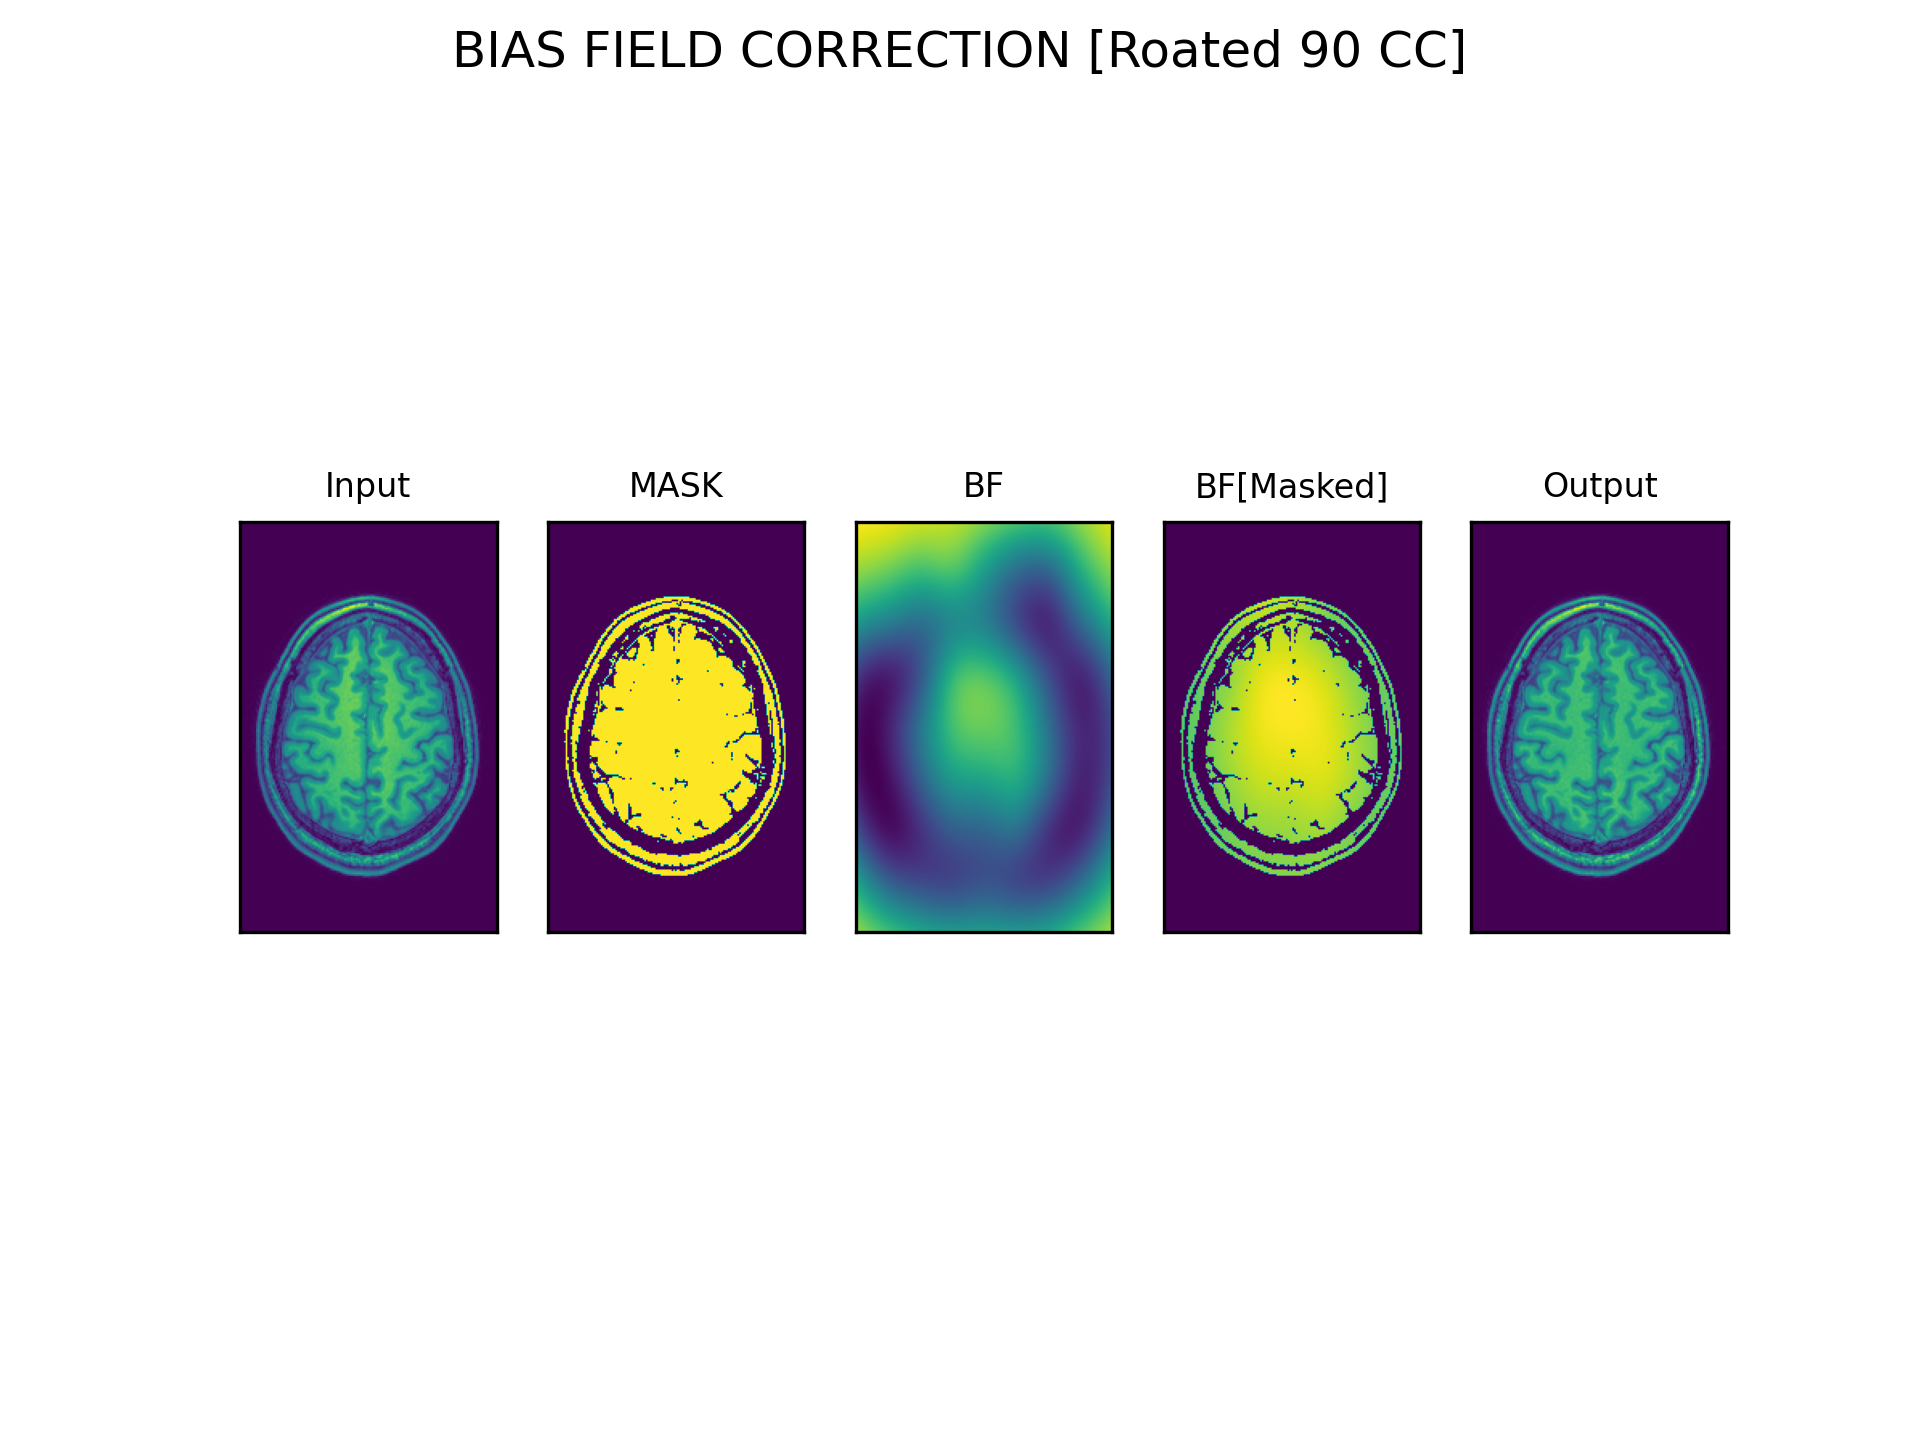 BIAS FIELD CORRECTION [Roated 90 CC]
Input
MASK
BF
BF[Masked]
Output